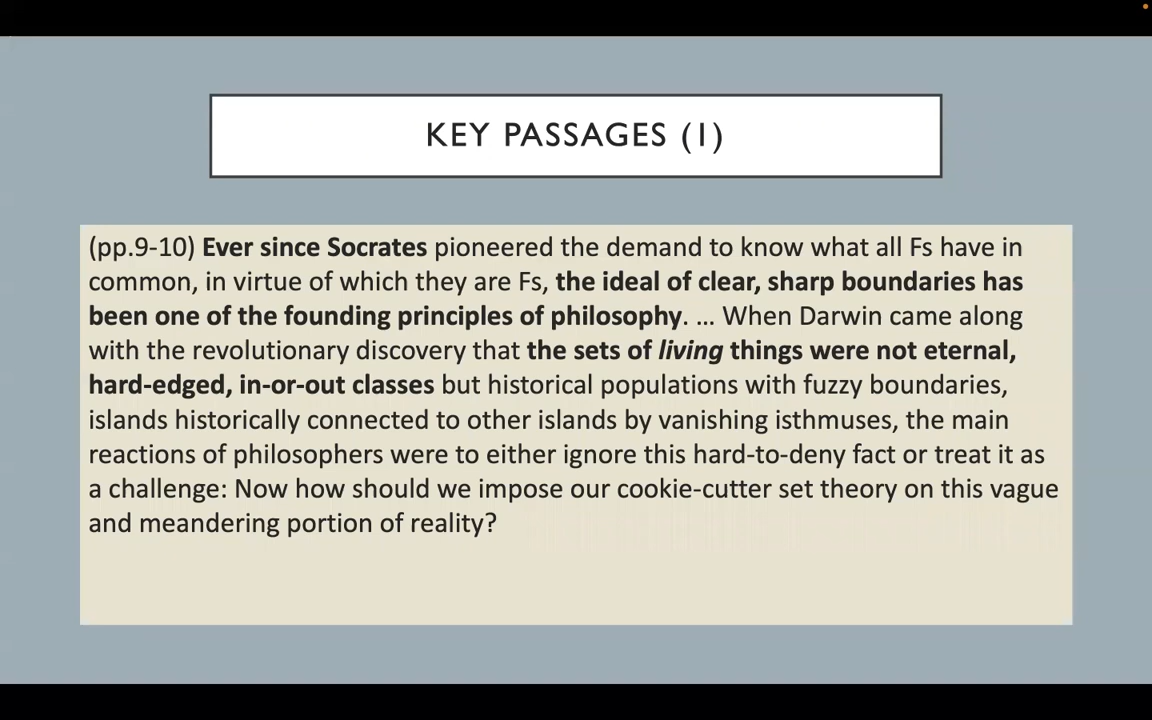 KEY PASSAGES (1)
(pp.9-10) Ever since Socrates pioneered the demand to know what all Fs have in
common, in virtue of which they are Fs, the ideal of clear, sharp boundaries has
been one of the founding principles of philosophy. … When Darwin came along
with the revolutionary discovery that the sets of living things were not eternal,
hard-edged, in-or-out classes but historical populations with fuzzy boundaries,
islands historically connected to other islands by vanishing isthmuses, the main
reactions of philosophers were to either ignore this hard-to-deny fact or treat it as
a challenge: Now how should we impose our cookie-cutter set theory on this vague
and meandering portion of reality?